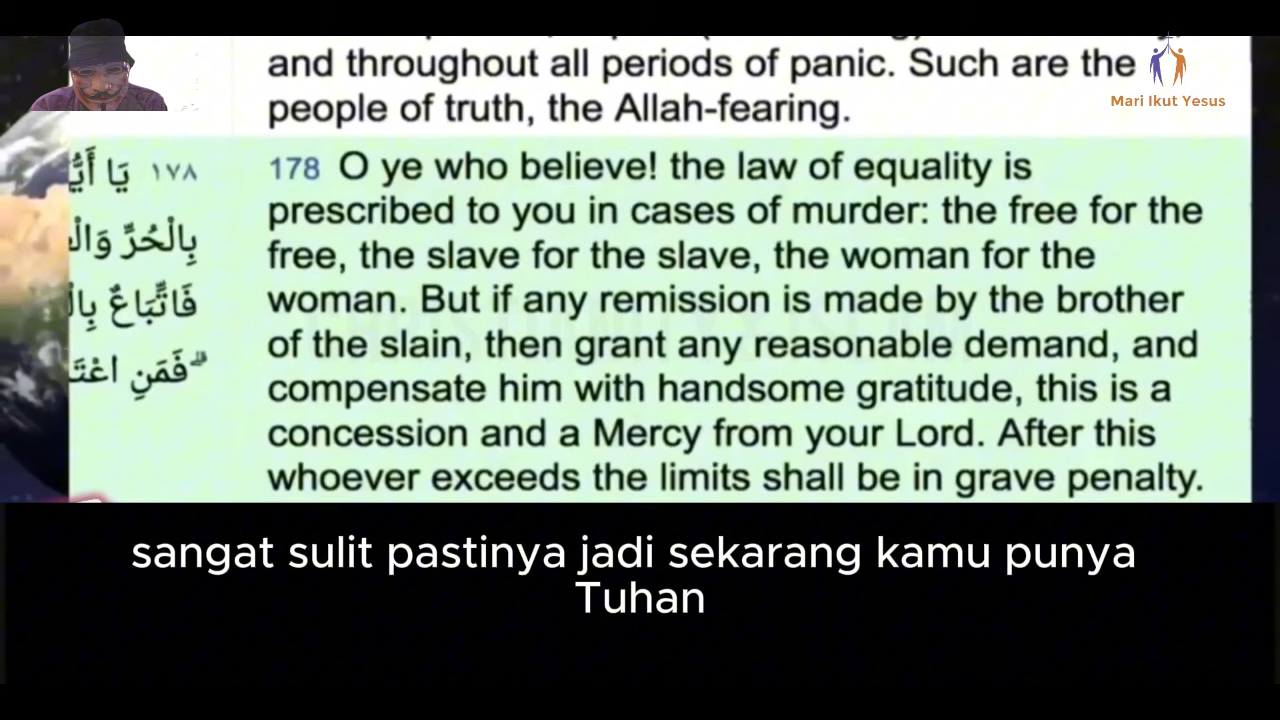 and throughout all periods of panic. Such are the
people of truth, the Allah-fearing.
Mari Ikut Yesus
١٧٨ يَا أَيُّ
178 O ye who believe! the law of equality is
prescribed to you in cases of murder: the free for the
بِالْحُرِّ وَالْ
free, the slave for the slave, the woman for the
woman. But if any remission is made by the brother
فَاتِّبَاعٌ بِال
of the slain, then grant any reasonable demand, and
فَمَنِ اعْتَ
compensate him with handsome gratitude, this is a
concession and a Mercy from your Lord. After this
whoever exceeds the limits shall be in grave penalty.
sangat sulit pastinya jadi sekarang kamu punya
Tuhan